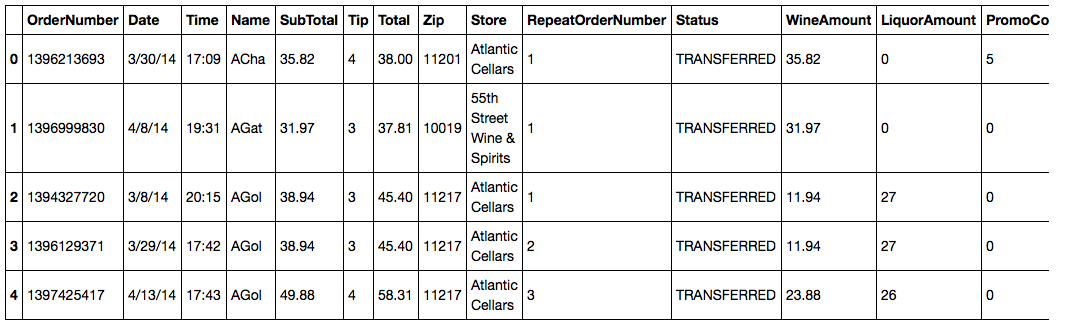 OrderNumber Date Time Name SubTotal Tip Total Zip Store RepeatOrderNumber Status WineAmount LiquorAmount PromoCo
0 1396213693 3/30/14 17:09 ACha 35.82 4 38.00 11201 Atlantic Cellars 1 TRANSFERRED 35.82 0 5
1 1396999830 4/8/14 19:31 AGat 31.97 3 37.81 10019 55th Street Wine & Spirits 1 TRANSFERRED 31.97 0 0
2 1394327720 3/8/14 20:15 AGol 38.94 3 45.40 11217 Atlantic Cellars 1 TRANSFERRED 11.94 27 0
3 1396129371 3/29/14 17:42 AGol 38.94 3 45.40 11217 Atlantic Cellars 2 TRANSFERRED 11.94 27 0
4 1397425417 4/13/14 17:43 AGol 49.88 4 58.31 11217 Atlantic Cellars 3 TRANSFERRED 23.88 26 0